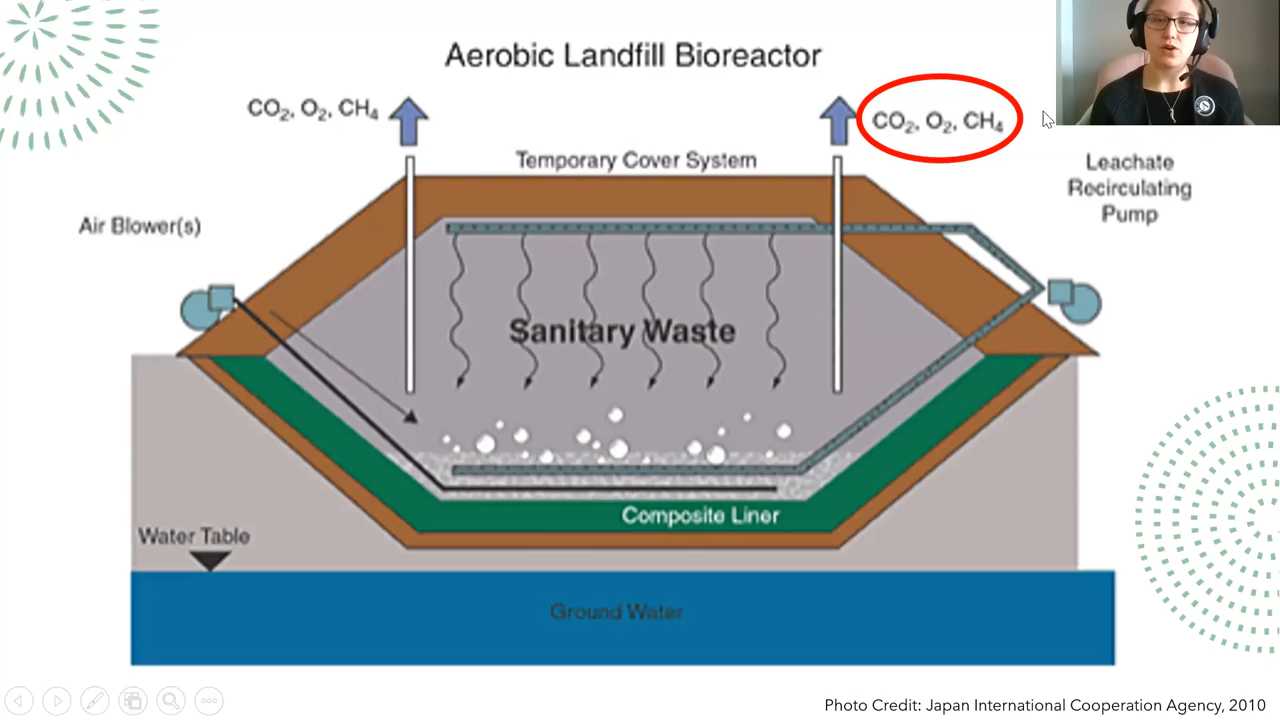 Aerobic Landfill Bioreactor
CO₂, O₂, CH₄
CO₂, O₂, CH₄
Temporary Cover System
Leachate
Recirculating
Pump
Air Blower(s)
Sanitary Waste
Composite Liner
Water Table
Ground Water
Photo Credit: Japan International Cooperation Agency, 2010